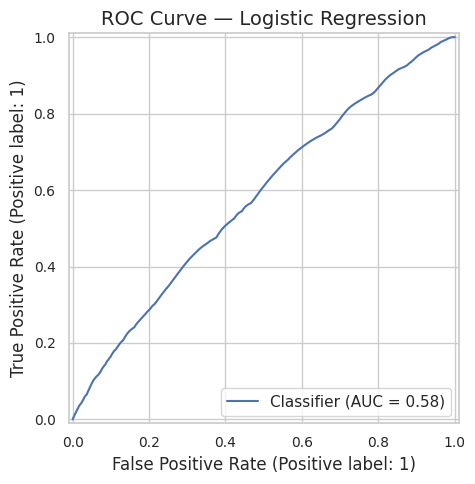 ROC Curve — Logistic Regression
True Positive Rate (Positive label: 1)
1.0
0.8
0.6
0.4
0.2
0.0
Classifier (AUC = 0.58)
0.0 0.2 0.4 0.6 0.8 1.0
False Positive Rate (Positive label: 1)